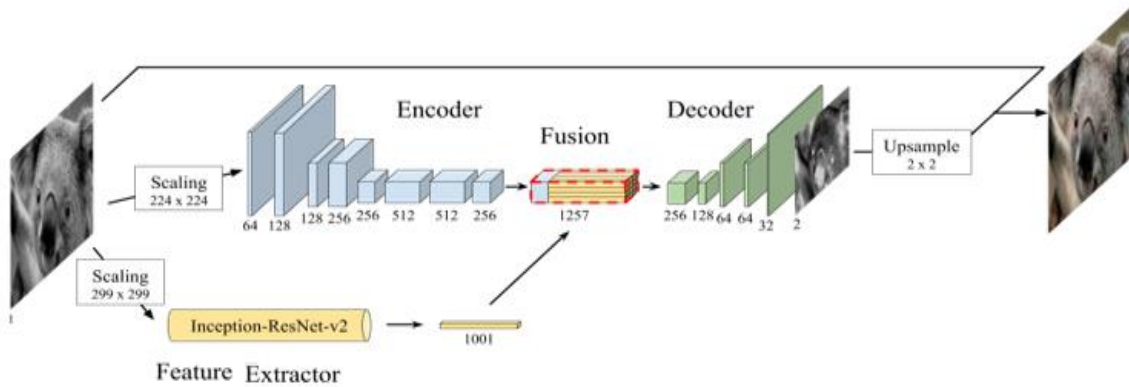 Encoder
Decoder
Fusion
Upsample
2 x 2
Scaling
224 x 224
64 128 128 256 256 512 512 256
1257
256 128 64 64 32 2
Scaling
299 x 299
1
Inception-ResNet-v2
1001
Feature Extractor